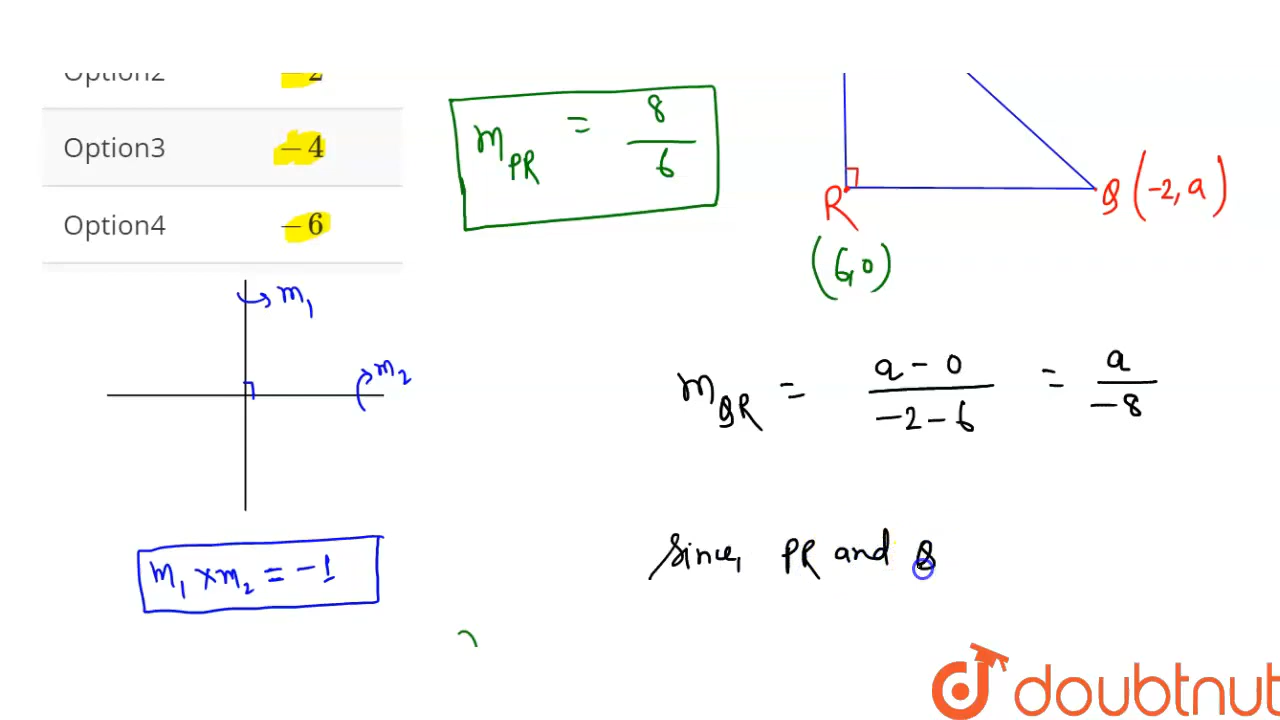 Option2 -2
Option3 -4
Option4 -6
m_PR = 8/6
R
Q (-2, a)
(6,0)
m_1
m_2
m_QR = (a - 0)/(-2 - 6) = a/(-8)
m_1 × m_2 = -1
Since, PR and Q
doubtnut